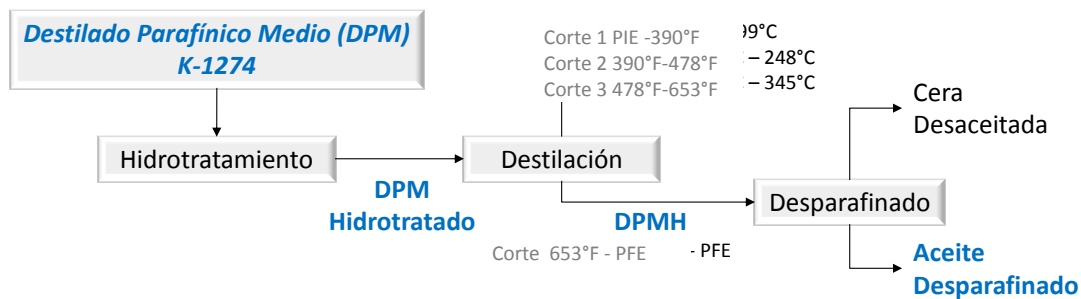 Destilado Parafínico Medio (DPM)
K-1274
Corte 1 PIE -390°F
99°C
Corte 2 390°F-478°F
– 248°C
Corte 3 478°F-653°F
– 345°C
Cera
Desaceitada
Hidrotratamiento
Destilación
DPM
Hidrotratado
DPMH
Desparafinado
Corte 653°F - PFE
- PFE
Aceite
Desparafinado